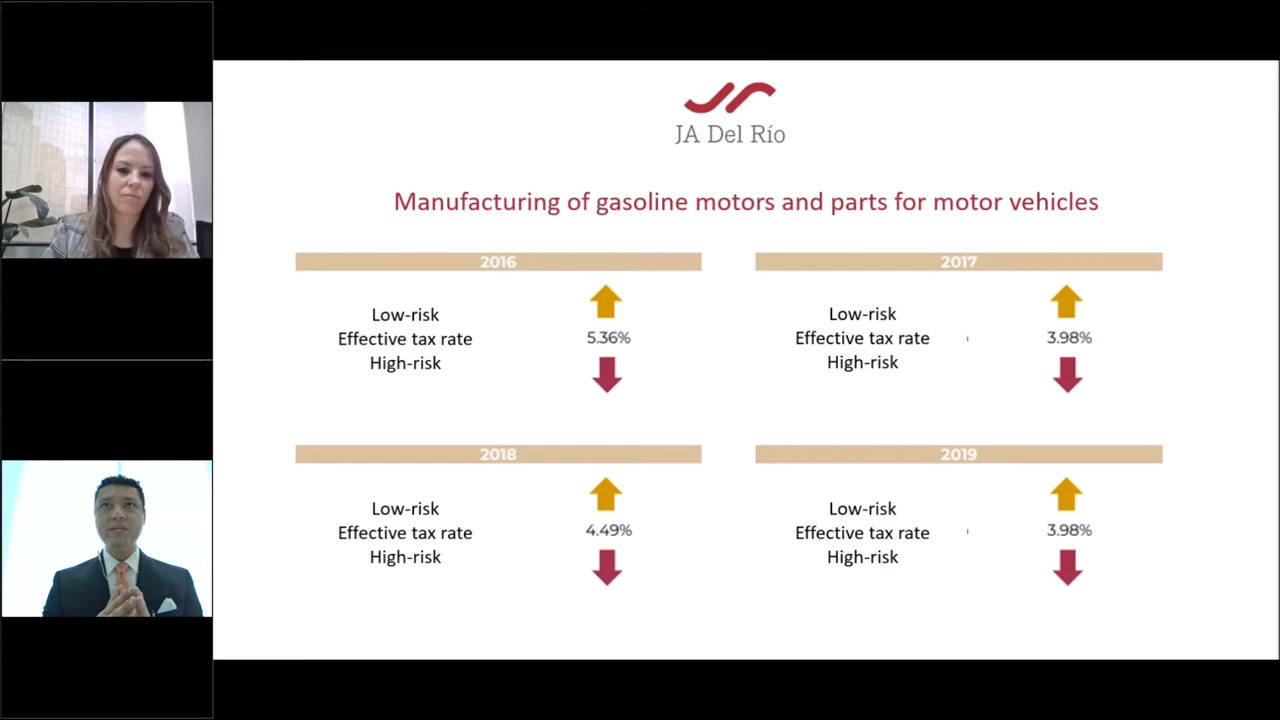 JA Del Río
Manufacturing of gasoline motors and parts for motor vehicles
2016
Low-risk
Effective tax rate 5.36%
High-risk
2017
Low-risk
Effective tax rate 3.98%
High-risk
2018
Low-risk
Effective tax rate 4.49%
High-risk
2019
Low-risk
Effective tax rate 3.98%
High-risk